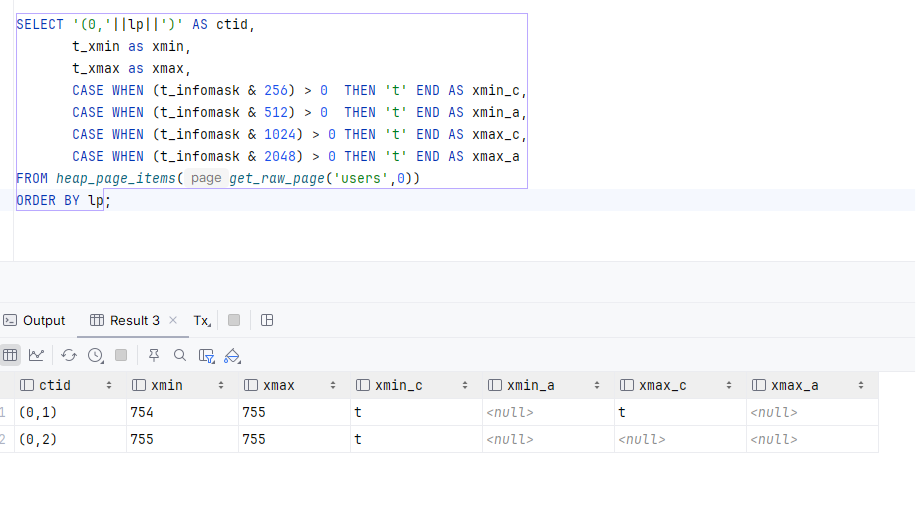 SELECT '(0,'||lp||')' AS ctid,
t_xmin as xmin,
t_xmax as xmax,
CASE WHEN (t_infomask & 256) > 0  THEN 't' END AS xmin_c,
CASE WHEN (t_infomask & 512) > 0  THEN 't' END AS xmin_a,
CASE WHEN (t_infomask & 1024) > 0 THEN 't' END AS xmax_c,
CASE WHEN (t_infomask & 2048) > 0 THEN 't' END AS xmax_a
FROM heap_page_items( page get_raw_page('users',0))
ORDER BY lp;
Output Result 3 Tx
ctid xmin xmax xmin_c xmin_a xmax_c xmax_a
1 (0,1) 754 755 t <null> t <null>
2 (0,2) 755 755 t <null> <null> <null>